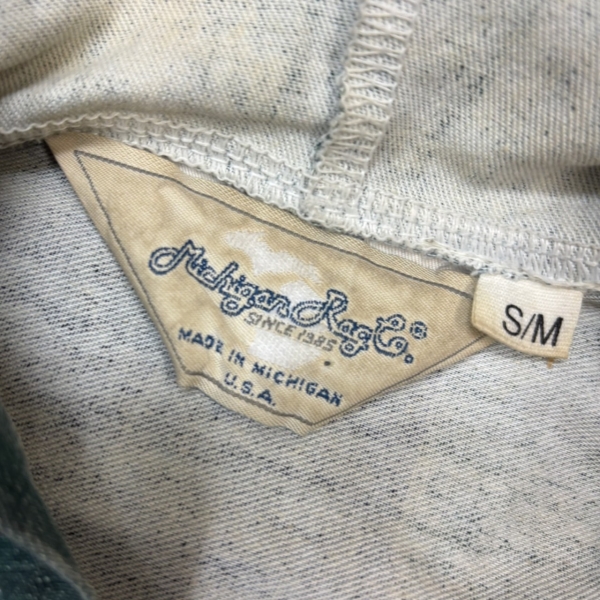 Michigan Rag Co.
SINCE 1985
MADE IN MICHIGAN
U.S.A.
S/M